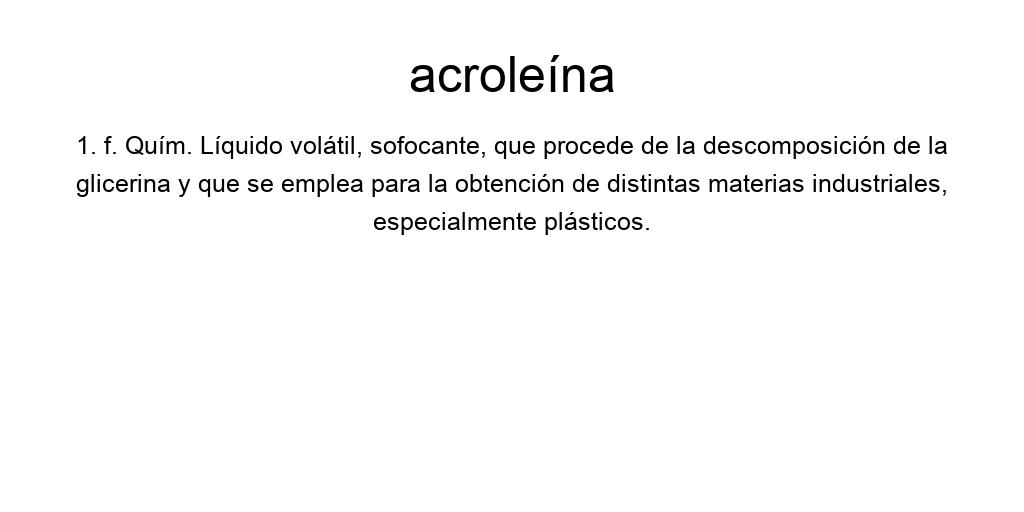 acroleína
1. f. Quím. Líquido volátil, sofocante, que procede de la descomposición de la
glicerina y que se emplea para la obtención de distintas materias industriales,
especialmente plásticos.